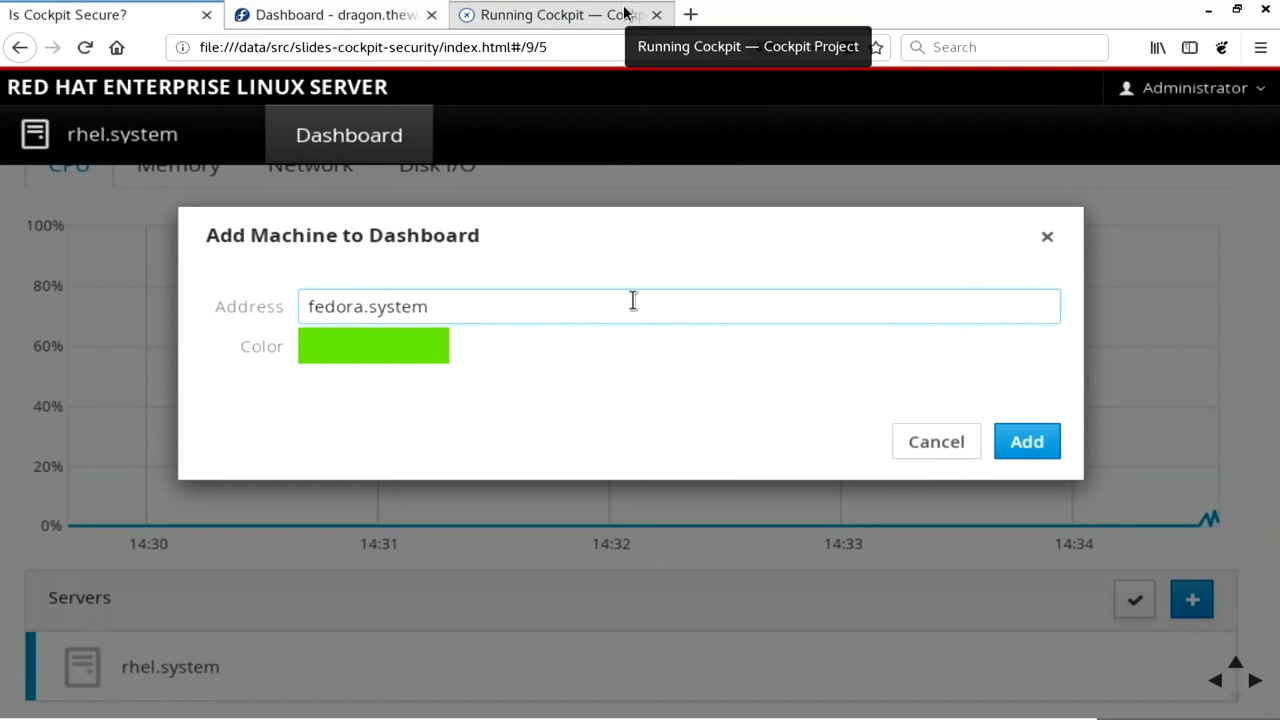 Is Cockpit Secure?
Dashboard - dragon.thew
Running Cockpit — Cockp
file:///data/src/slides-cockpit-security/index.html#/9/5
Running Cockpit — Cockpit Project
Search
RED HAT ENTERPRISE LINUX SERVER
Administrator
rhel.system
Dashboard
CPU
Memory
Network
Disk I/O
100%
80%
60%
40%
20%
0%
14:30
14:31
14:32
14:33
14:34
Add Machine to Dashboard
Address
fedora.system
Color
Cancel
Add
Servers
rhel.system